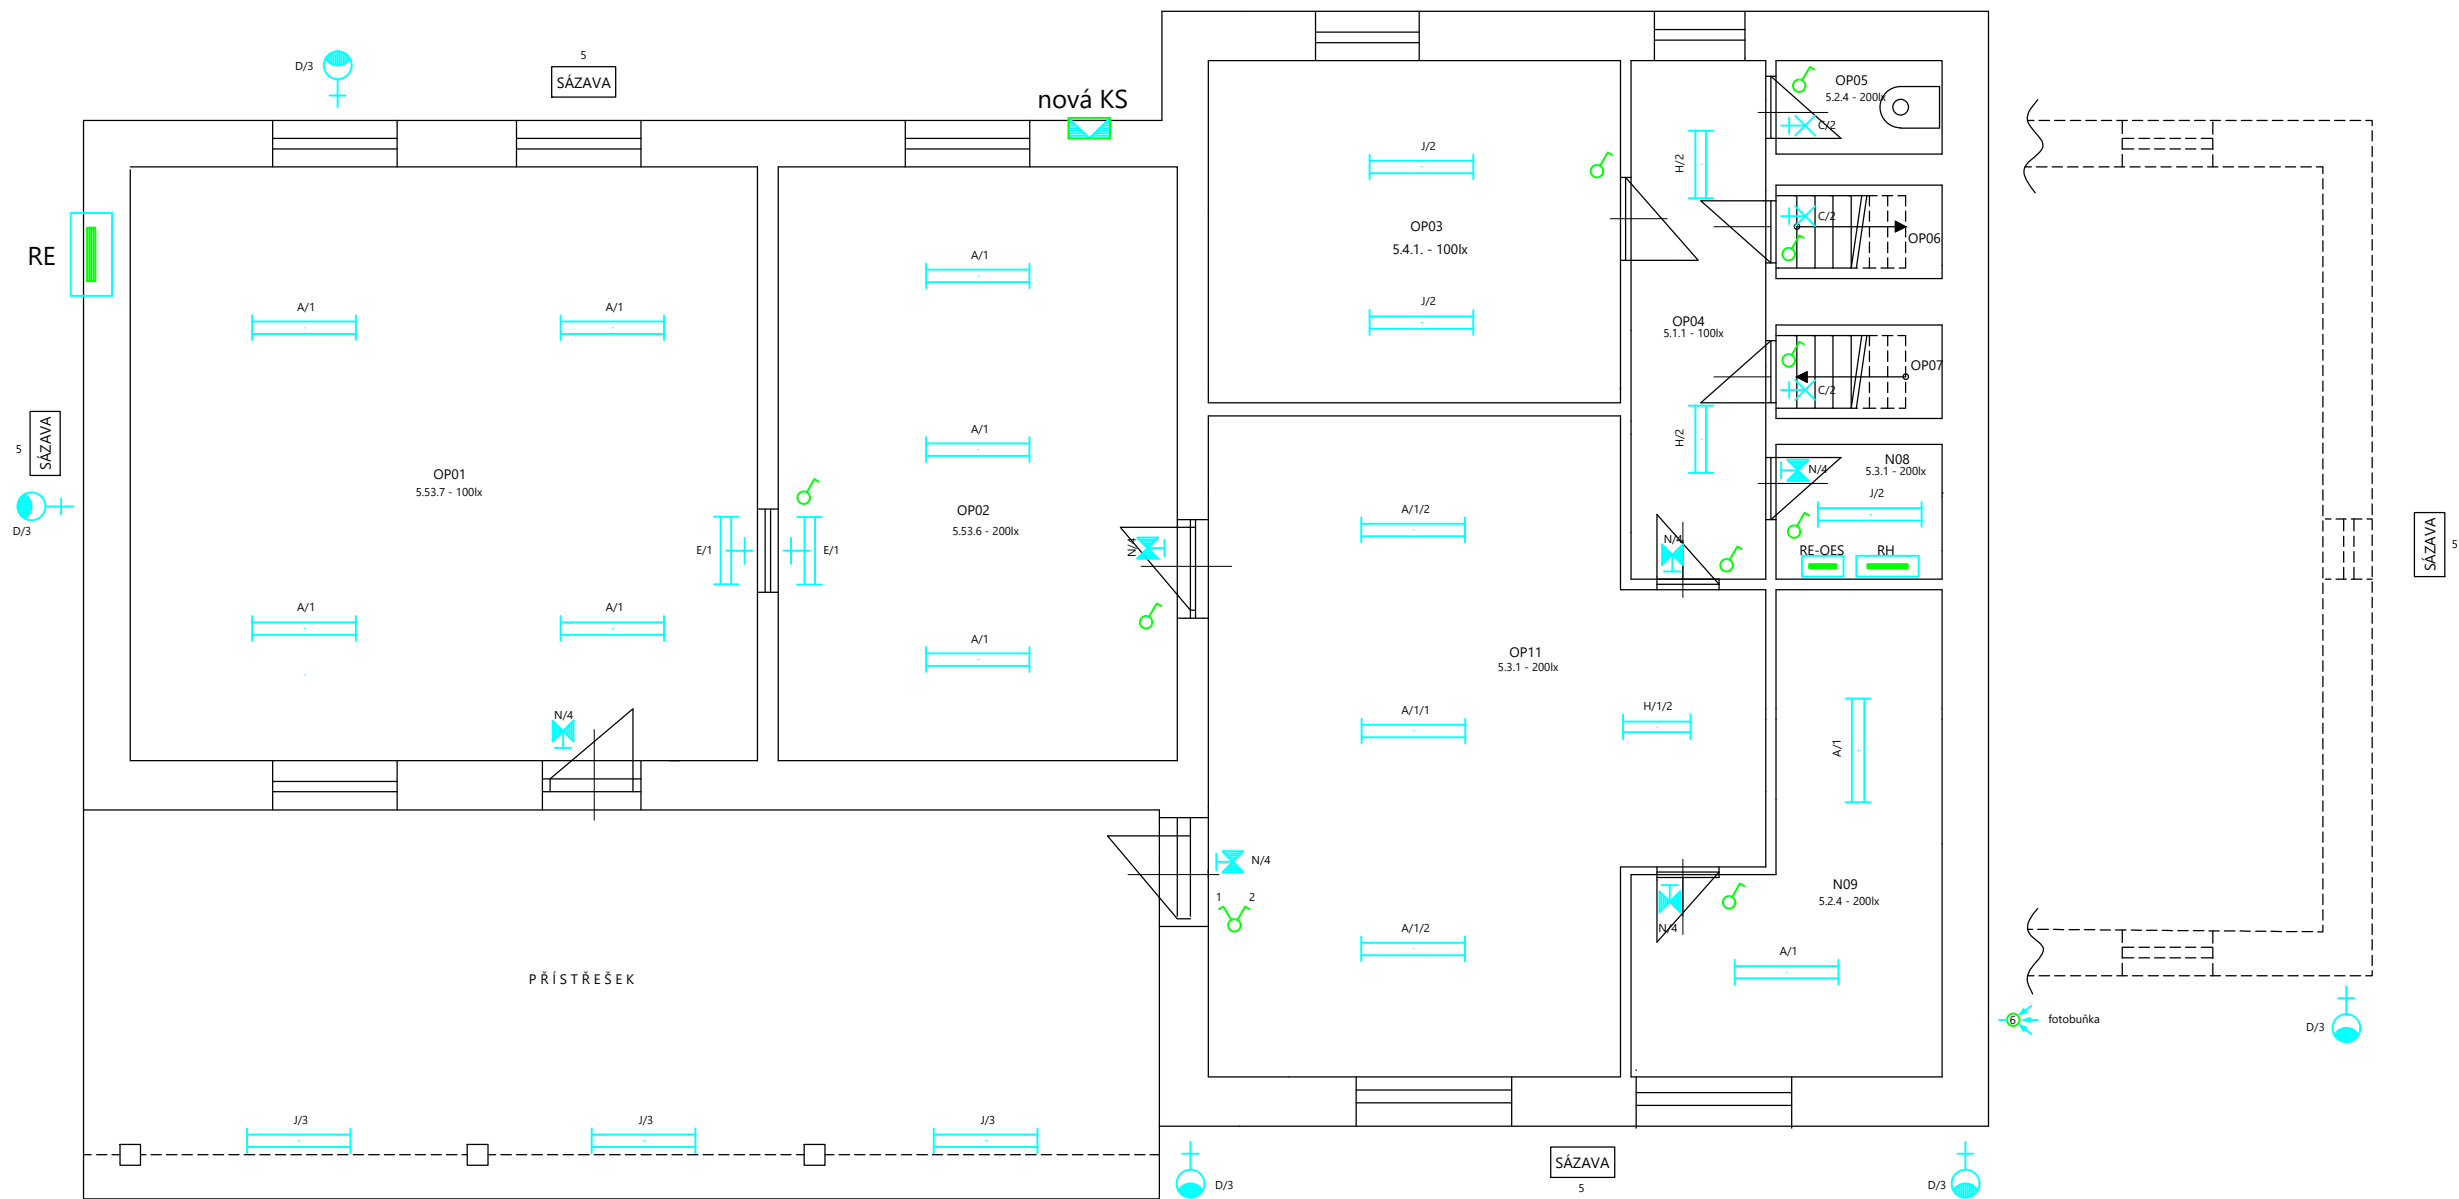 D/3
5
SÁZAVA
nová KS
OP05
5.2.4 - 200lx
C/2
J/2
H/2
RE
A/1
OP03
5.4.1. - 100lx
C/2
OP06
A/1
A/1
J/2
OP04
5.1.1 - 100lx
OP07
C/2
5
SÁZAVA
A/1
H/2
OP01
5.53.7 - 100lx
N08
5.3.1 - 200lx
N/4
J/2
D/3
OP02
5.53.6 - 200lx
A/1/2
E/1
E/1
N/4
N/4
RE-OES
RH
SÁZAVA
5
A/1
A/1
A/1
OP11
5.3.1 - 200lx
N/4
A/1/1
H/1/2
A/1
N/4
1
2
N09
5.2.4 - 200lx
N/4
A/1/2
A/1
PŘÍSTŘEŠEK
6
fotobuňka
D/3
J/3
J/3
J/3
SÁZAVA
5
D/3
D/3